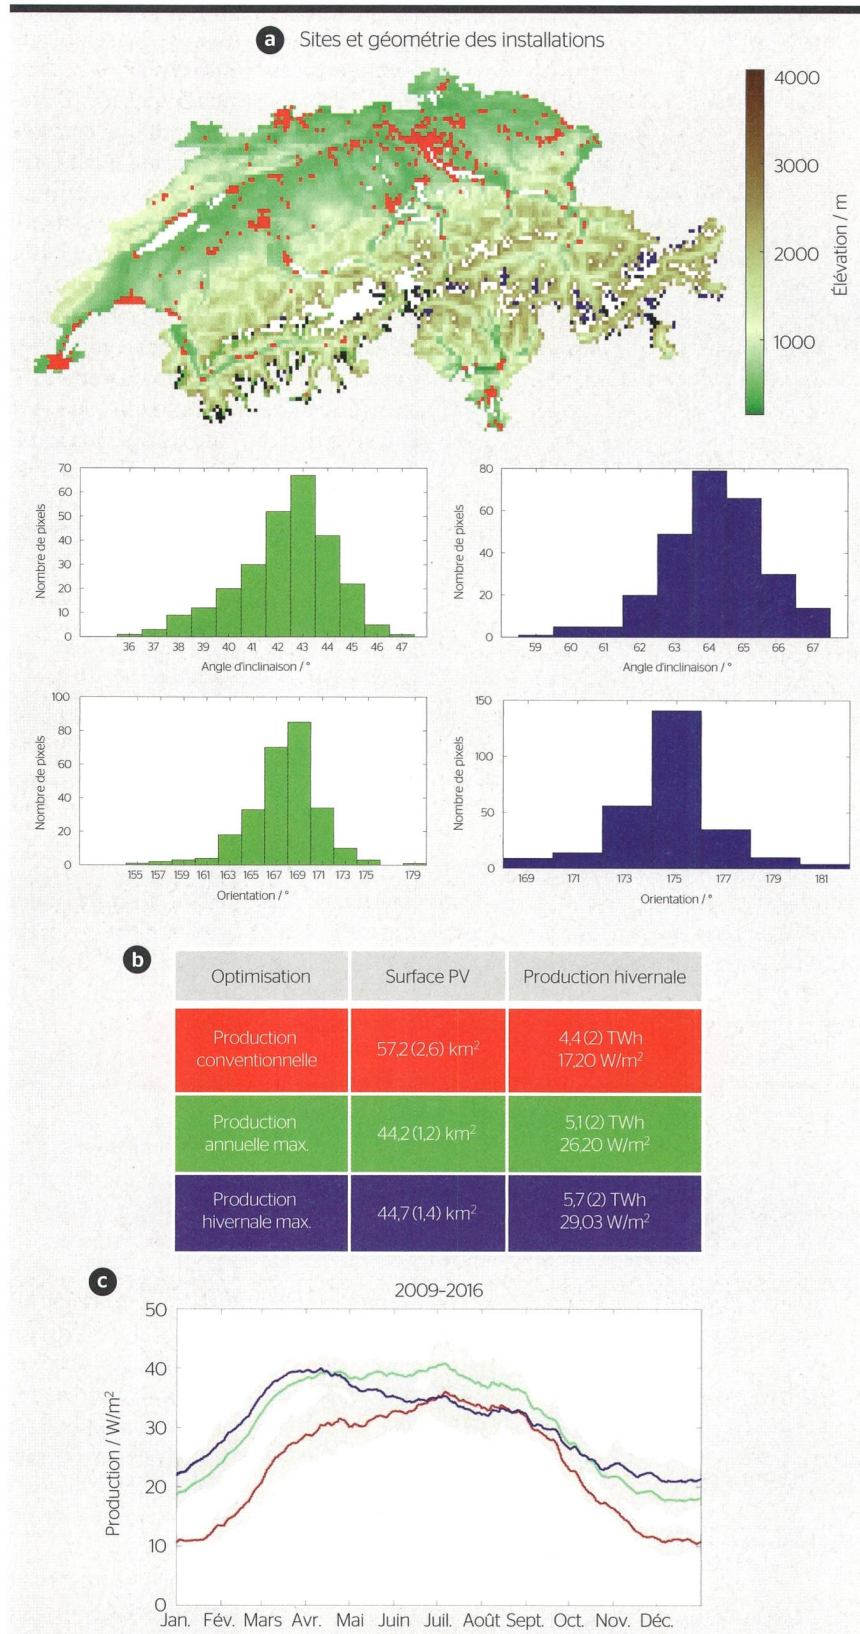 a Sites et géométrie des installations
4000
3000
2000
1000
Élévation / m
Nombre de pixels
70
60
50
40
30
20
10
0
36 37 38 39 40 41 42 43 44 45 46 47
Angle d'inclinaison / °
Nombre de pixels
80
60
40
20
0
59 60 61 62 63 64 65 66 67
Angle d'inclinaison / °
Nombre de pixels
100
80
60
40
20
0
155 157 159 161 163 165 167 169 171 173 175 179
Orientation / °
Nombre de pixels
150
100
50
0
169 171 173 175 177 179 181
Orientation / °
b
Optimisation Surface PV Production hivernale
Production
conventionnelle
57,2 (2,6) km²
4,4 (2) TWh
17,20 W/m²
Production
annuelle max.
44,2 (1,2) km²
5,1 (2) TWh
26,20 W/m²
Production
hivernale max.
44,7 (1,4) km²
5,7 (2) TWh
29,03 W/m²
c
2009-2016
Production / W/m²
50
40
30
20
10
0
Jan. Fév. Mars Avr. Mai Juin Juil. Août Sept. Oct. Nov. Déc.